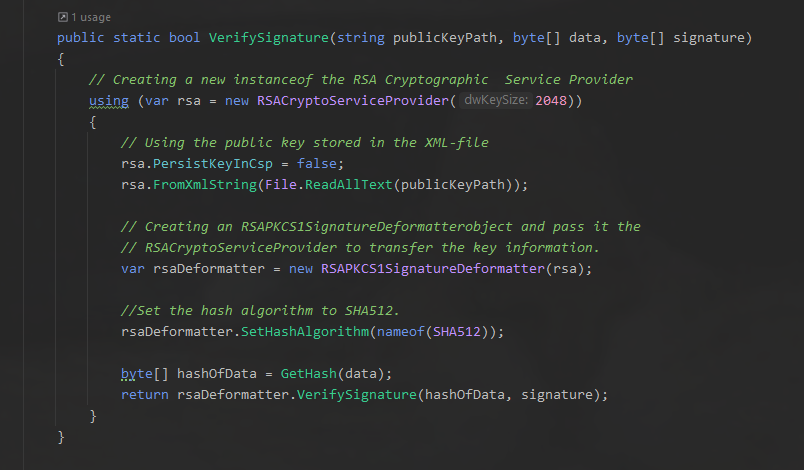 1 usage
public static bool VerifySignature(string publicKeyPath, byte[] data, byte[] signature)
{
// Creating a new instanceof the RSA Cryptographic  Service Provider
using (var rsa = new RSACryptoServiceProvider( dwKeySize: 2048))
{
// Using the public key stored in the XML-file
rsa.PersistKeyInCsp = false;
rsa.FromXmlString(File.ReadAllText(publicKeyPath));
// Creating an RSAPKCS1SignatureDeformatterobject and pass it the
// RSACryptoServiceProvider to transfer the key information.
var rsaDeformatter = new RSAPKCS1SignatureDeformatter(rsa);
//Set the hash algorithm to SHA512.
rsaDeformatter.SetHashAlgorithm(nameof(SHA512));
byte[] hashOfData = GetHash(data);
return rsaDeformatter.VerifySignature(hashOfData, signature);
}
}